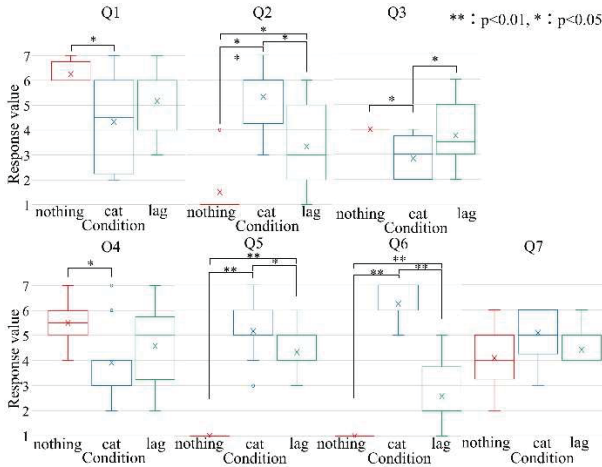 Q1 Q2 Q3 ** : p<0.01, * : p<0.05
* * * * * * *
Response value
7
6
5
4
3
2
1
nothing cat lag nothing cat lag nothing cat lag
Condition Condition Condition
O4 Q5 Q6 Q7
* ** ** * ** ** **
Response value
7
6
5
4
3
2
1
nothing cat lag nothing cat lag nothing cat lag nothing cat lag
Condition Condition Condition Condition